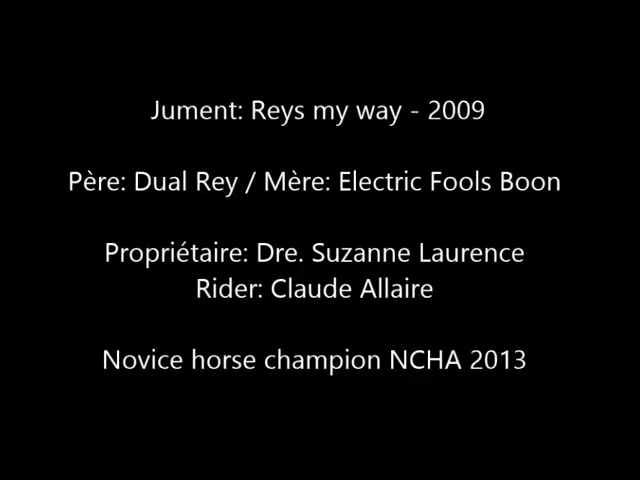 Jument: Reys my way - 2009
Père: Dual Rey / Mère: Electric Fools Boon
Propriétaire: Dre. Suzanne Laurence
Rider: Claude Allaire
Novice horse champion NCHA 2013